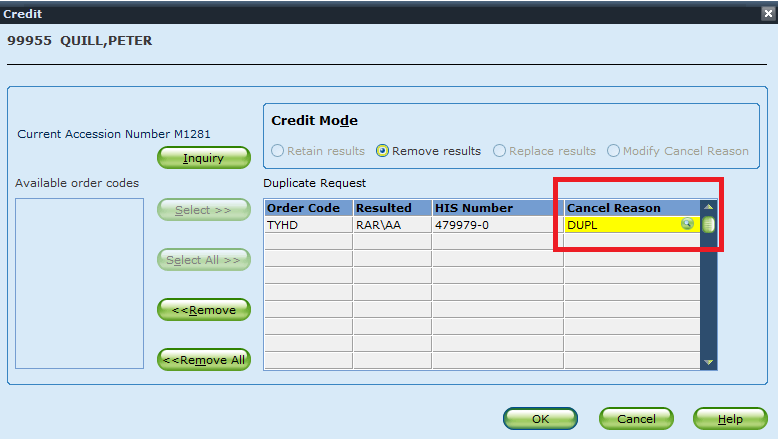 Credit
99955 QUILL,PETER
Credit Mode
Current Accession Number M1281
Inquiry
Retain results Remove results Replace results Modify Cancel Reason
Available order codes
Duplicate Request
Select >>
Order Code Resulted HIS Number Cancel Reason
TYHD RAR\AA 479979-0 DUPL
Select All >>
<<Remove
<<Remove All
OK Cancel Help